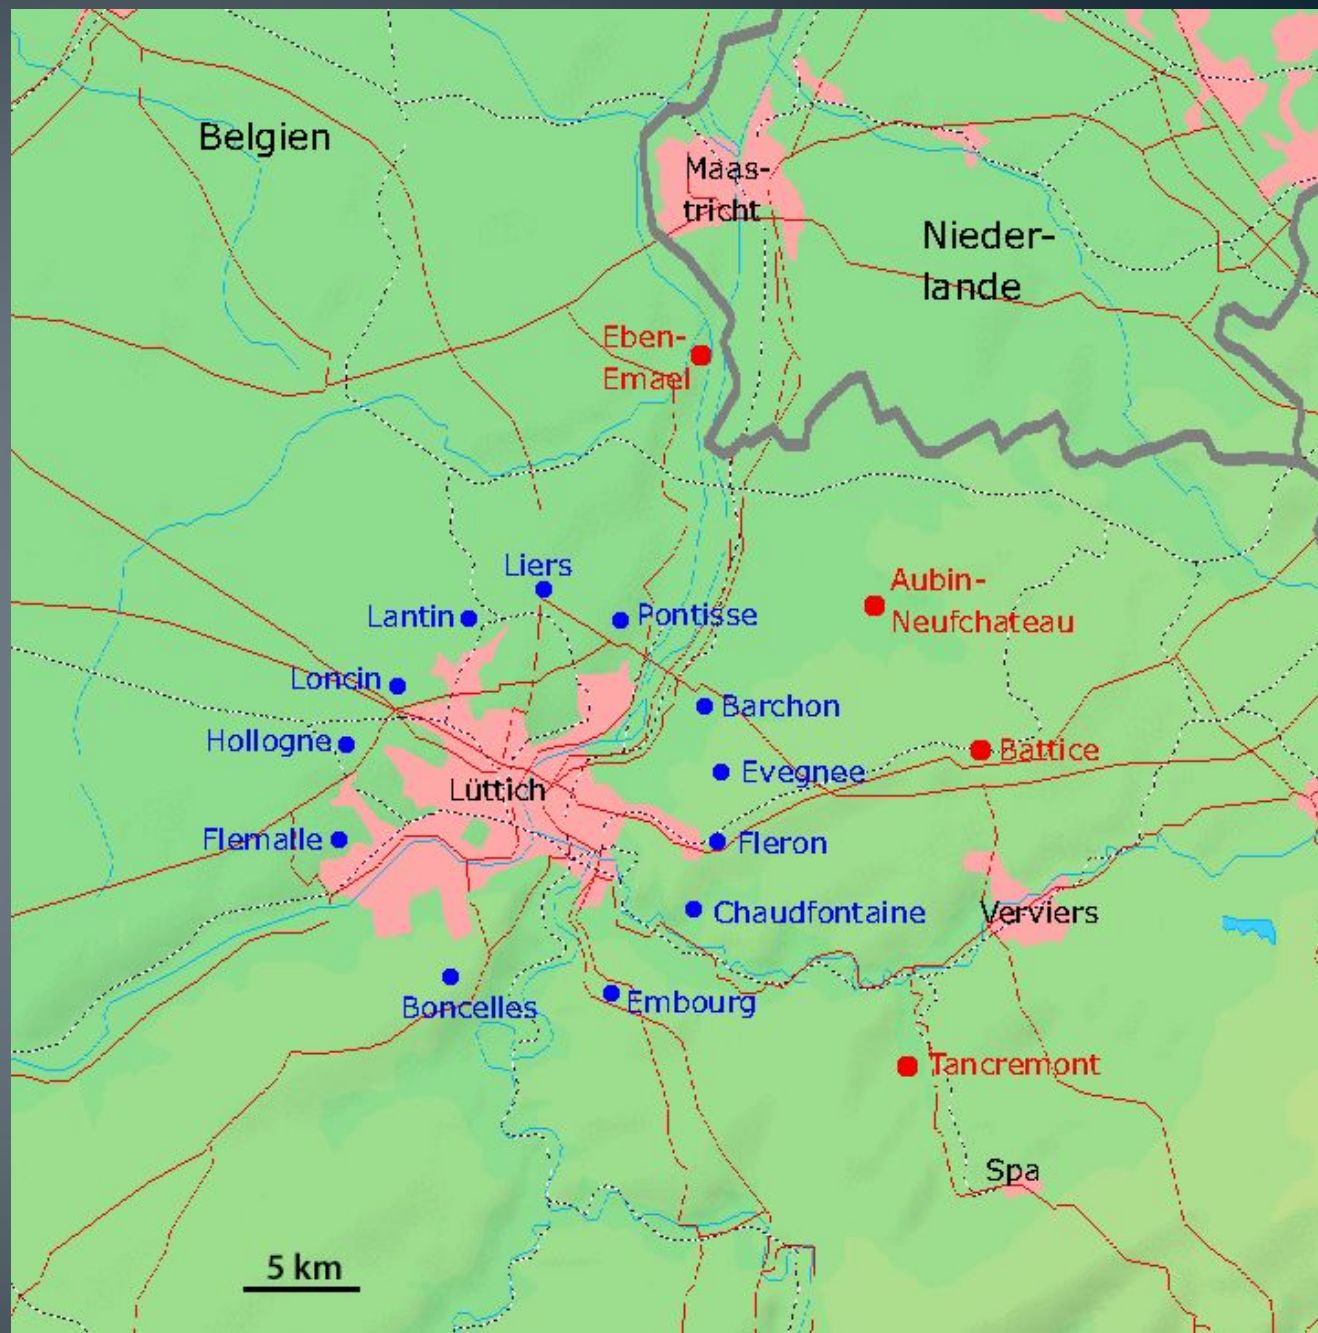 Belgien
Maas-
tricht
Nieder-
lande
Eben-
Emael
Liers
Lantin
Pontisse
Aubin-
Neufchateau
Loncin
Barchon
Hollogne
Battice
Evegnee
Lüttich
Flemalle
Fleron
Chaudfontaine
Verviers
Boncelles
Embourg
Tancremont
Spa
5 km